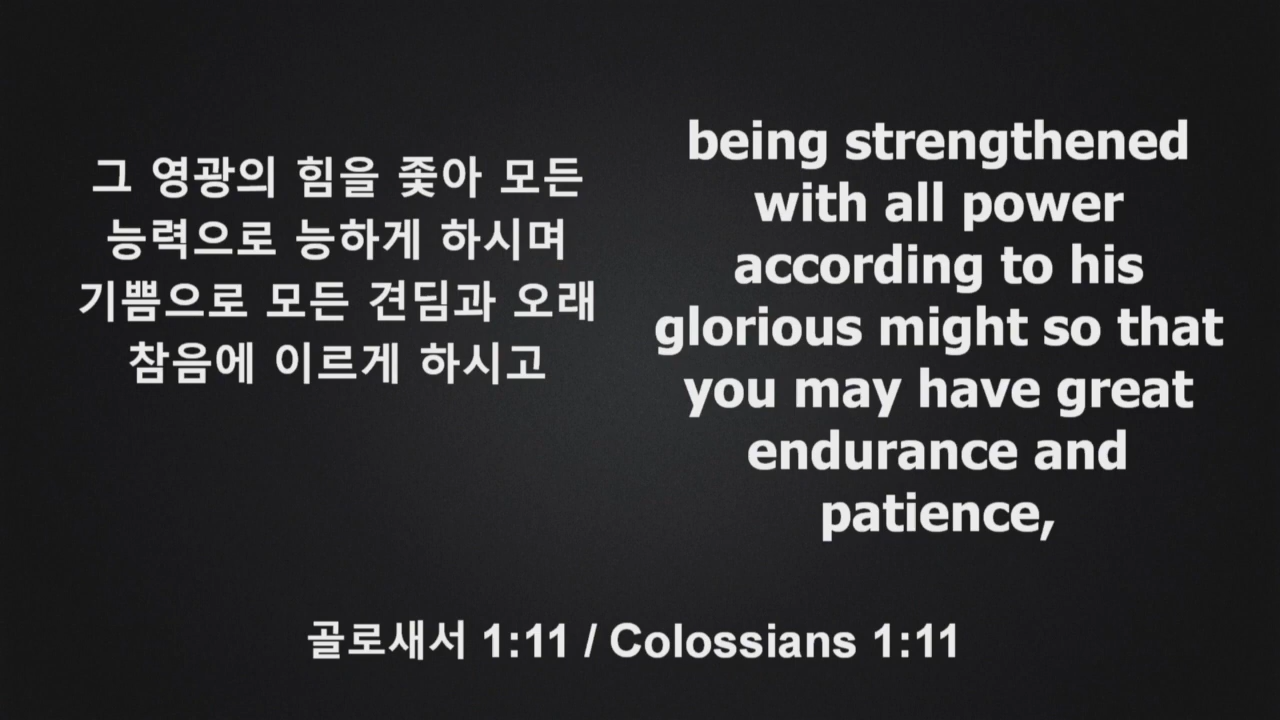 그 영광의 힘을 좇아 모든
능력으로 능하게 하시며
기쁨으로 모든 견딤과 오래
참음에 이르게 하시고
being strengthened
with all power
according to his
glorious might so that
you may have great
endurance and
patience,
골로새서 1:11 / Colossians 1:11